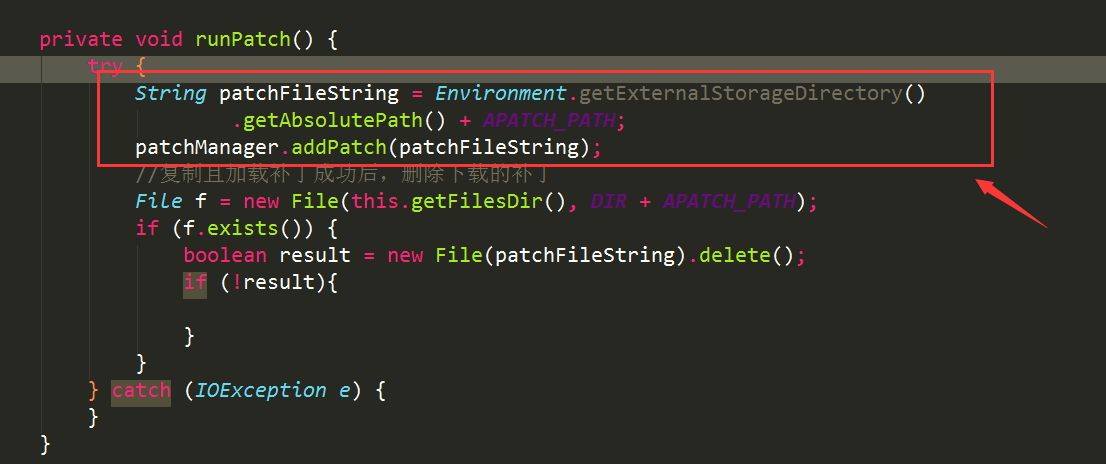 private void runPatch() {
try {
String patchFileString = Environment.getExternalStorageDirectory()
.getAbsolutePath() + APATCH_PATH;
patchManager.addPatch(patchFileString);
//复制且加载补丁成功后，删除下载的补丁
File f = new File(this.getFilesDir(), DIR + APATCH_PATH);
if (f.exists()) {
boolean result = new File(patchFileString).delete();
if (!result){
}
}
} catch (IOException e) {
}
}